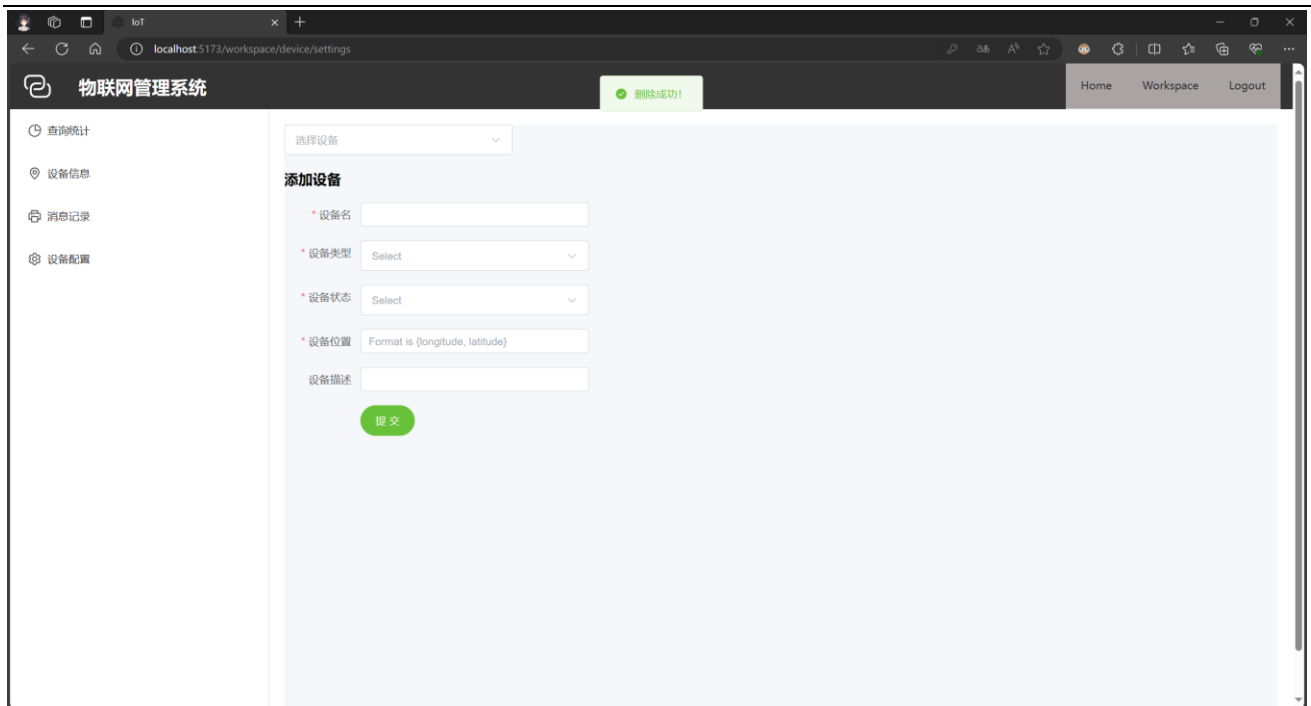 IoT
localhost:5173/workspace/device/settings
物联网管理系统
删除成功!
Home Workspace Logout
查询统计
设备信息
消息记录
设备配置
选择设备
添加设备
* 设备名
* 设备类型 Select
* 设备状态 Select
* 设备位置 Format is {longitude, latitude}
设备描述
提交